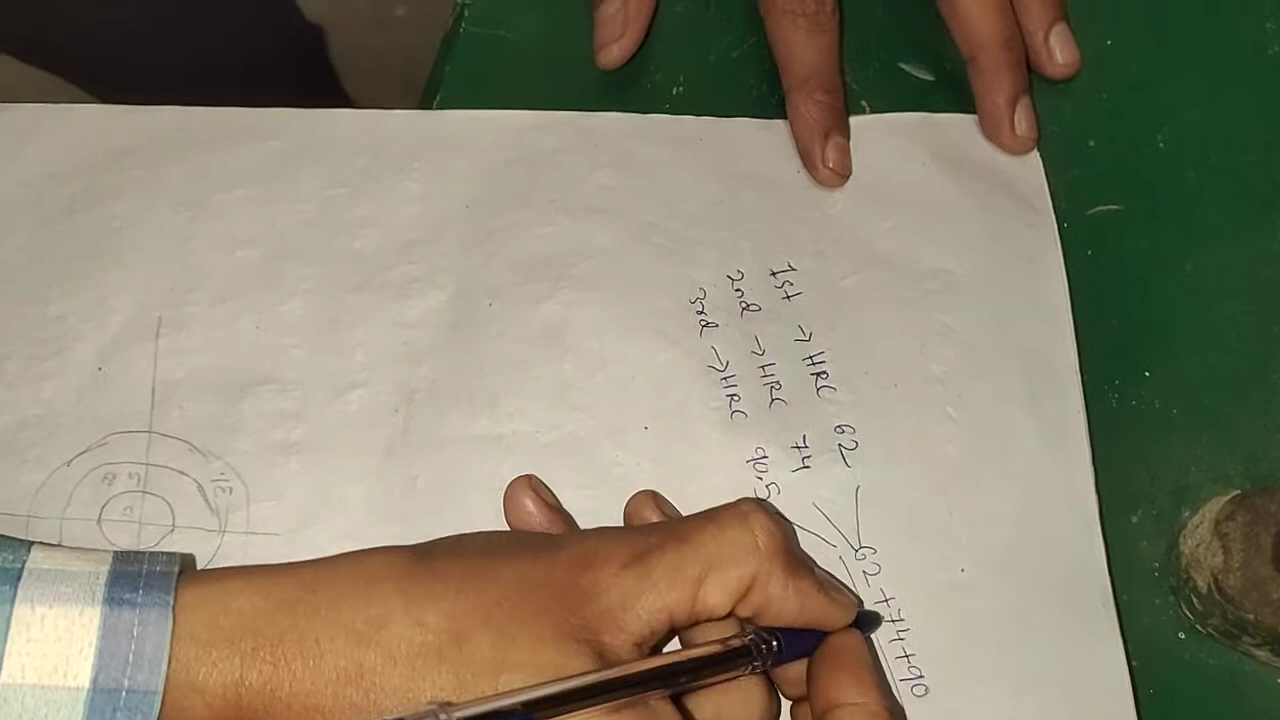 1st → HRC 62
2nd → HRC 74
3rd → HRC 90.5
62+74+90